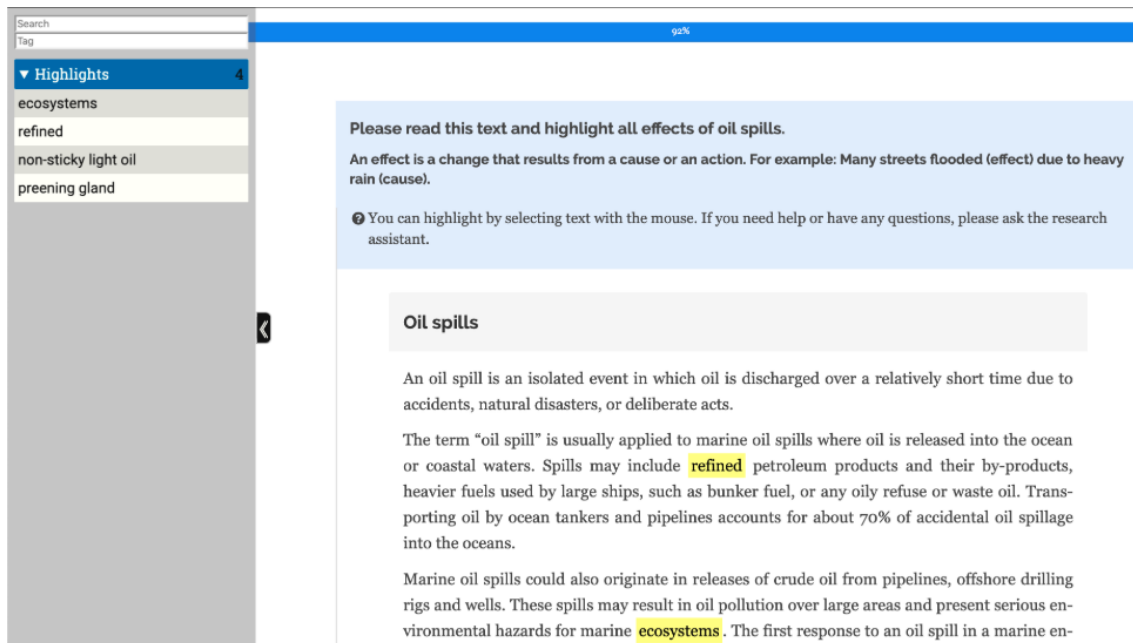 Search
Tag
92%
▼ Highlights 4
ecosystems
refined
non-sticky light oil
preening gland
Please read this text and highlight all effects of oil spills.
An effect is a change that results from a cause or an action. For example: Many streets flooded (effect) due to heavy
rain (cause).
You can highlight by selecting text with the mouse. If you need help or have any questions, please ask the research
assistant.
Oil spills
An oil spill is an isolated event in which oil is discharged over a relatively short time due to
accidents, natural disasters, or deliberate acts.
The term “oil spill” is usually applied to marine oil spills where oil is released into the ocean
or coastal waters. Spills may include refined petroleum products and their by-products,
heavier fuels used by large ships, such as bunker fuel, or any oily refuse or waste oil. Trans-
porting oil by ocean tankers and pipelines accounts for about 70% of accidental oil spillage
into the oceans.
Marine oil spills could also originate in releases of crude oil from pipelines, offshore drilling
rigs and wells. These spills may result in oil pollution over large areas and present serious en-
vironmental hazards for marine ecosystems. The first response to an oil spill in a marine en-